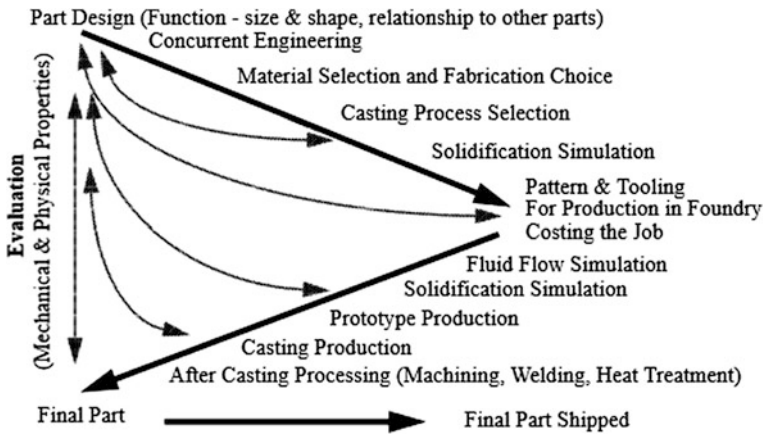 Part Design (Function - size & shape, relationship to other parts)
Concurrent Engineering
Material Selection and Fabrication Choice
Casting Process Selection
Solidification Simulation
Pattern & Tooling
For Production in Foundry
Costing the Job
Fluid Flow Simulation
Solidification Simulation
Prototype Production
Casting Production
After Casting Processing (Machining, Welding, Heat Treatment)
Final Part
Final Part Shipped
Evaluation
(Mechanical & Physical Properties)